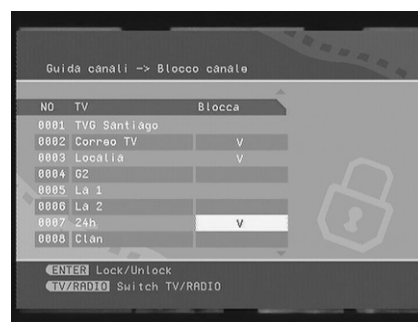 Guida canali -> Blocco canale
NO TV Blocca
0001 TVG Santiago
0002 Correo TV V
0003 Localia V
0004 G2
0005 La 1
0006 La 2
0007 24h V
0008 Clan
ENTER Lock/Unlock
TV/RADIO Switch TV/RADIO